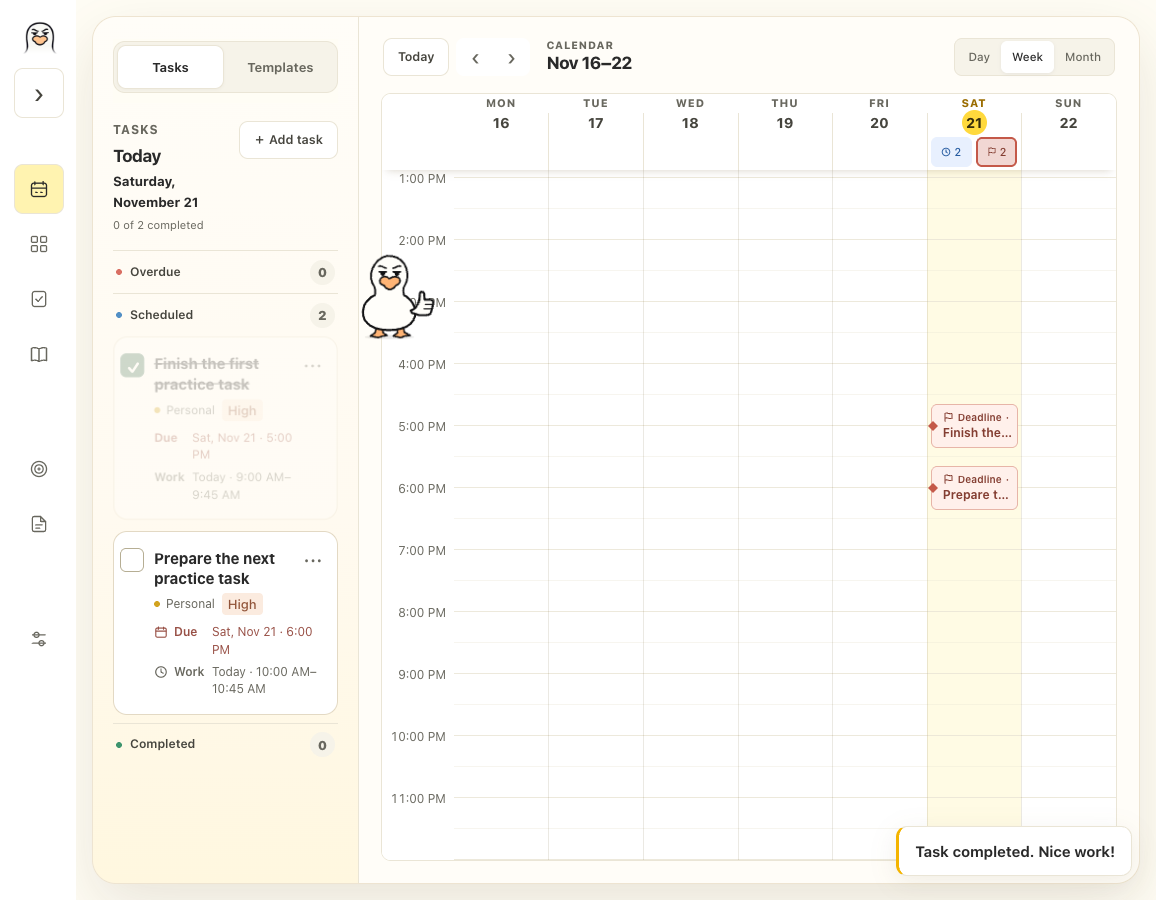 Tasks
Templates
TASKS
+ Add task
Today
Saturday,
November 21
0 of 2 completed
Overdue
0
Scheduled
2
Finish the first
practice task
Personal
High
Due
Sat, Nov 21 · 5:00
PM
Work
Today · 9:00 AM–
9:45 AM
Prepare the next
practice task
Personal
High
Due
Sat, Nov 21 · 6:00
PM
Work
Today · 10:00 AM–
10:45 AM
Completed
0
Today
CALENDAR
Nov 16–22
Day
Week
Month
MON
16
TUE
17
WED
18
THU
19
FRI
20
SAT
21
SUN
22
2
2
1:00 PM
2:00 PM
4:00 PM
5:00 PM
6:00 PM
7:00 PM
8:00 PM
9:00 PM
10:00 PM
11:00 PM
Deadline ·
Finish the...
Deadline ·
Prepare t...
Task completed. Nice work!